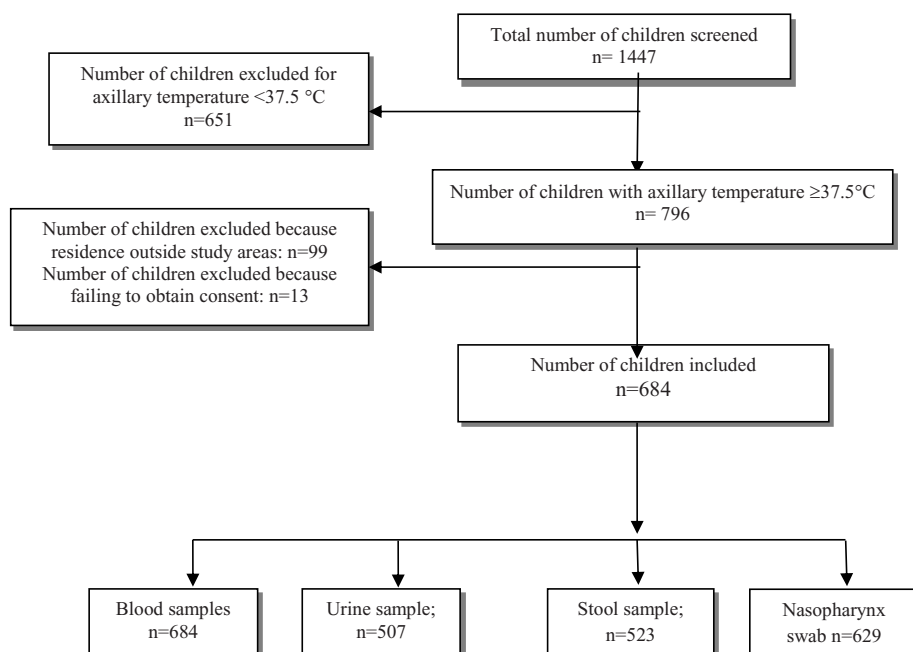 Total number of children screened
n= 1447
Number of children excluded for
axillary temperature <37.5 °C
n=651
Number of children with axillary temperature ≥37.5°C
n= 796
Number of children excluded because
residence outside study areas: n=99
Number of children excluded because
failing to obtain consent: n=13
Number of children included
n=684
Blood samples
n=684
Urine sample;
n=507
Stool sample;
n=523
Nasopharynx
swab n=629